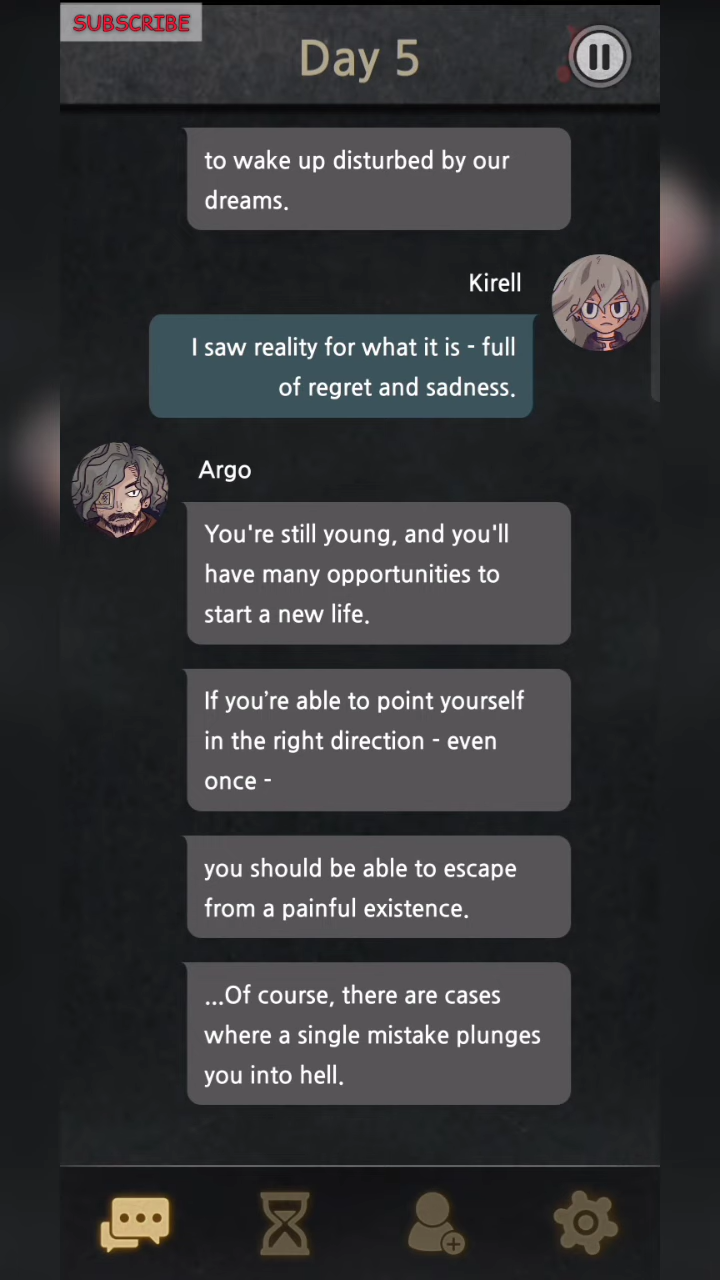 SUBSCRIBE
Day 5
to wake up disturbed by our
dreams.
Kirell
I saw reality for what it is - full
of regret and sadness.
Argo
You're still young, and you'll
have many opportunities to
start a new life.
If you're able to point yourself
in the right direction - even
once -
you should be able to escape
from a painful existence.
...Of course, there are cases
where a single mistake plunges
you into hell.